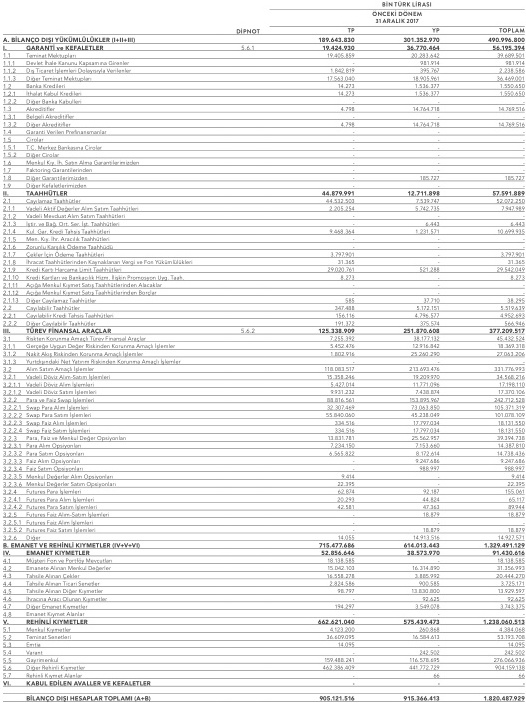 BİN TÜRK LİRASI
ÖNCEKİ DÖNEM
31 ARALIK 2017
DİPNOT TP YP TOPLAM
A. BİLANÇO DIŞI YÜKÜMLÜLÜKLER (I+II+III) 189.643.830 301.352.970 490.996.800
I. GARANTİ ve KEFALETLER 5.6.1 19.424.930 36.770.464 56.195.394
1.1 Teminat Mektupları 19.405.859 20.283.642 39.689.501
1.1.1 Devlet İhale Kanunu Kapsamına Girenler - 981.914 981.914
1.1.2 Dış Ticaret İşlemleri Dolayısıyla Verilenler 1.842.819 395.767 2.238.586
1.1.3 Diğer Teminat Mektupları 17.563.040 18.905.961 36.469.001
1.2 Banka Kredileri 14.273 1.536.377 1.550.650
1.2.1 İthalat Kabul Kredileri 14.273 1.536.377 1.550.650
1.2.2 Diğer Banka Kabulleri - - -
1.3 Akreditifler 4.798 14.764.718 14.769.516
1.3.1 Belgeli Akreditifler - - -
1.3.2 Diğer Akreditifler 4.798 14.764.718 14.769.516
1.4 Garanti Verilen Prefinansmanlar - - -
1.5 Cirolar - - -
1.5.1 T.C. Merkez Bankasına Cirolar - - -
1.5.2 Diğer Cirolar - - -
1.6 Menkul Kıy. İh. Satın Alma Garantilerimizden - - -
1.7 Faktoring Garantilerinden - - -
1.8 Diğer Garantilerimizden - 185.727 185.727
1.9 Diğer Kefaletlerimizden - - -
II. TAAHHÜTLER 44.879.991 12.711.898 57.591.889
2.1 Cayılamaz Taahhütler 44.532.503 7.539.747 52.072.250
2.1.1 Vadeli Aktif Değerler Alım Satım Taahhütleri 2.205.254 5.742.735 7.947.989
2.1.2 Vadeli Mevduat Alım Satım Taahhütleri - - -
2.1.3 İştir. ve Bağ. Ort. Ser. İşt. Taahhütleri - 6.443 6.443
2.1.4 Kul. Gar. Kredi Tahsis Taahhütleri 9.468.364 1.231.571 10.699.935
2.1.5 Men. Kıy. İhr. Aracılık Taahhütleri - - -
2.1.6 Zorunlu Karşılık Ödeme Taahhüdü - - -
2.1.7 Çekler İçin Ödeme Taahhütleri 3.797.901 - 3.797.901
2.1.8 İhracat Taahhütlerinden Kaynaklanan Vergi ve Fon Yükümlülükleri 31.365 - 31.365
2.1.9 Kredi Kartı Harcama Limit Taahhütleri 29.020.761 521.288 29.542.049
2.1.10 Kredi Kartları ve Bankacılık Hizm. İlişkin Promosyon Uyg. Taah. 8.273 - 8.273
2.1.11 Açığa Menkul Kıymet Satış Taahhütlerinden Alacaklar - - -
2.1.12 Açığa Menkul Kıymet Satış Taahhütlerinden Borçlar - - -
2.1.13 Diğer Cayılamaz Taahhütler 585 37.710 38.295
2.2 Cayılabilir Taahhütler 347.488 5.172.151 5.519.639
2.2.1 Cayılabilir Kredi Tahsis Taahhütleri 156.116 4.796.577 4.952.693
2.2.2 Diğer Cayılabilir Taahhütler 191.372 375.574 566.946
III. TÜREV FİNANSAL ARAÇLAR 5.6.2 125.338.909 251.870.608 377.209.517
3.1 Riskten Korunma Amaçlı Türev Finansal Araçlar 7.255.392 38.177.132 45.432.524
3.1.1 Gerçeğe Uygun Değer Riskinden Korunma Amaçlı İşlemler 5.452.476 12.916.842 18.369.318
3.1.2 Nakit Akış Riskinden Korunma Amaçlı İşlemler 1.802.916 25.260.290 27.063.206
3.1.3 Yurtdışındaki Net Yatırım Riskinden Korunma Amaçlı İşlemler - - -
3.2 Alım Satım Amaçlı İşlemler 118.083.517 213.693.476 331.776.993
3.2.1 Vadeli Döviz Alım-Satım İşlemleri 15.358.246 19.209.970 34.568.216
3.2.1.1 Vadeli Döviz Alım İşlemleri 5.427.014 11.771.096 17.198.110
3.2.1.2 Vadeli Döviz Satım İşlemleri 9.931.232 7.438.874 17.370.106
3.2.2 Para ve Faiz Swap İşlemleri 88.816.561 153.895.967 242.712.528
3.2.2.1 Swap Para Alım İşlemleri 32.307.469 73.063.850 105.371.319
3.2.2.2 Swap Para Satım İşlemleri 55.840.060 45.238.049 101.078.109
3.2.2.3 Swap Faiz Alım İşlemleri 334.516 17.797.034 18.131.550
3.2.2.4 Swap Faiz Satım İşlemleri 334.516 17.797.034 18.131.550
3.2.3 Para, Faiz ve Menkul Değer Opsiyonları 13.831.781 25.562.957 39.394.738
3.2.3.1 Para Alım Opsiyonları 7.234.150 7.153.660 14.387.810
3.2.3.2 Para Satım Opsiyonları 6.565.822 8.172.614 14.738.436
3.2.3.3 Faiz Alım Opsiyonları - 9.247.686 9.247.686
3.2.3.4 Faiz Satım Opsiyonları - 988.997 988.997
3.2.3.5 Menkul Değerler Alım Opsiyonları 9.414 - 9.414
3.2.3.6 Menkul Değerler Satım Opsiyonları 22.395 - 22.395
3.2.4 Futures Para İşlemleri 62.874 92.187 155.061
3.2.4.1 Futures Para Alım İşlemleri 20.293 44.824 65.117
3.2.4.2 Futures Para Satım İşlemleri 42.581 47.363 89.944
3.2.5 Futures Faiz Alım-Satım İşlemleri - 18.879 18.879
3.2.5.1 Futures Faiz Alım İşlemleri - - -
3.2.5.2 Futures Faiz Satım İşlemleri - 18.879 18.879
3.2.6 Diğer 14.055 14.913.516 14.927.571
B. EMANET VE REHİNLİ KIYMETLER (IV+V+VI) 715.477.686 614.013.443 1.329.491.129
IV. EMANET KIYMETLER 52.856.646 38.573.970 91.430.616
4.1 Müşteri Fon ve Portföy Mevcutları 18.138.585 - 18.138.585
4.2 Emanete Alınan Menkul Değerler 15.042.103 16.314.890 31.356.993
4.3 Tahsile Alınan Çekler 16.558.278 3.885.992 20.444.270
4.4 Tahsile Alınan Ticari Senetler 2.824.586 900.585 3.725.171
4.5 Tahsile Alınan Diğer Kıymetler 98.797 13.830.800 13.929.597
4.6 İhracına Aracı Olunan Kıymetler - 92.625 92.625
4.7 Diğer Emanet Kıymetler 194.297 3.549.078 3.743.375
4.8 Emanet Kıymet Alanlar - - -
V. REHİNLİ KIYMETLER 662.621.040 575.439.473 1.238.060.513
5.1 Menkul Kıymetler 4.123.200 260.868 4.384.068
5.2 Teminat Senetleri 36.609.095 16.584.613 53.193.708
5.3 Emtia 14.095 - 14.095
5.4 Varant - 242.502 242.502
5.5 Gayrimenkul 159.488.241 116.578.695 276.066.936
5.6 Diğer Rehinli Kıymetler 462.386.409 441.772.729 904.159.138
5.7 Rehinli Kıymet Alanlar - 66 66
VI. KABUL EDİLEN AVALLER VE KEFALETLER - - -
BİLANÇO DIŞI HESAPLAR TOPLAMI (A+B) 905.121.516 915.366.413 1.820.487.929